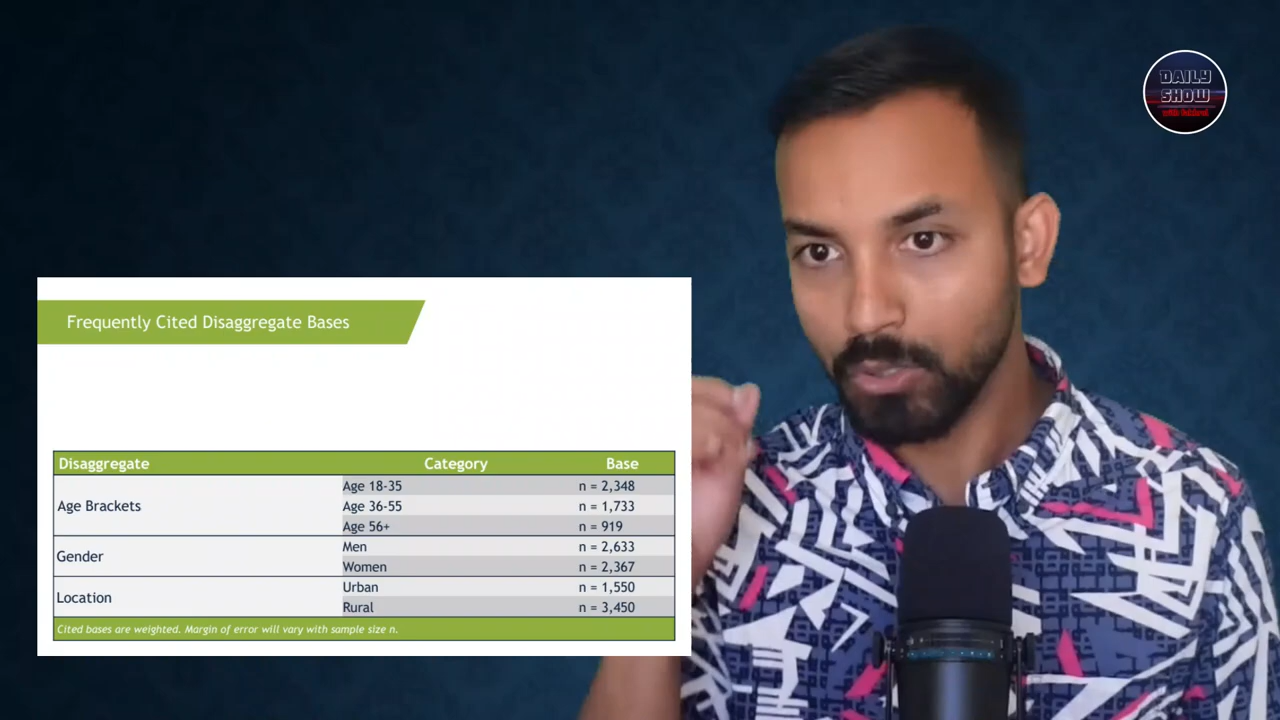 DAILY
SHOW
Frequently Cited Disaggregate Bases
Disaggregate Category Base
Age Brackets
Age 18-35 n = 2,348
Age 36-55 n = 1,733
Age 56+ n = 919
Gender
Men n = 2,633
Women n = 2,367
Location
Urban n = 1,550
Rural n = 3,450
Cited bases are weighted. Margin of error will vary with sample size n.